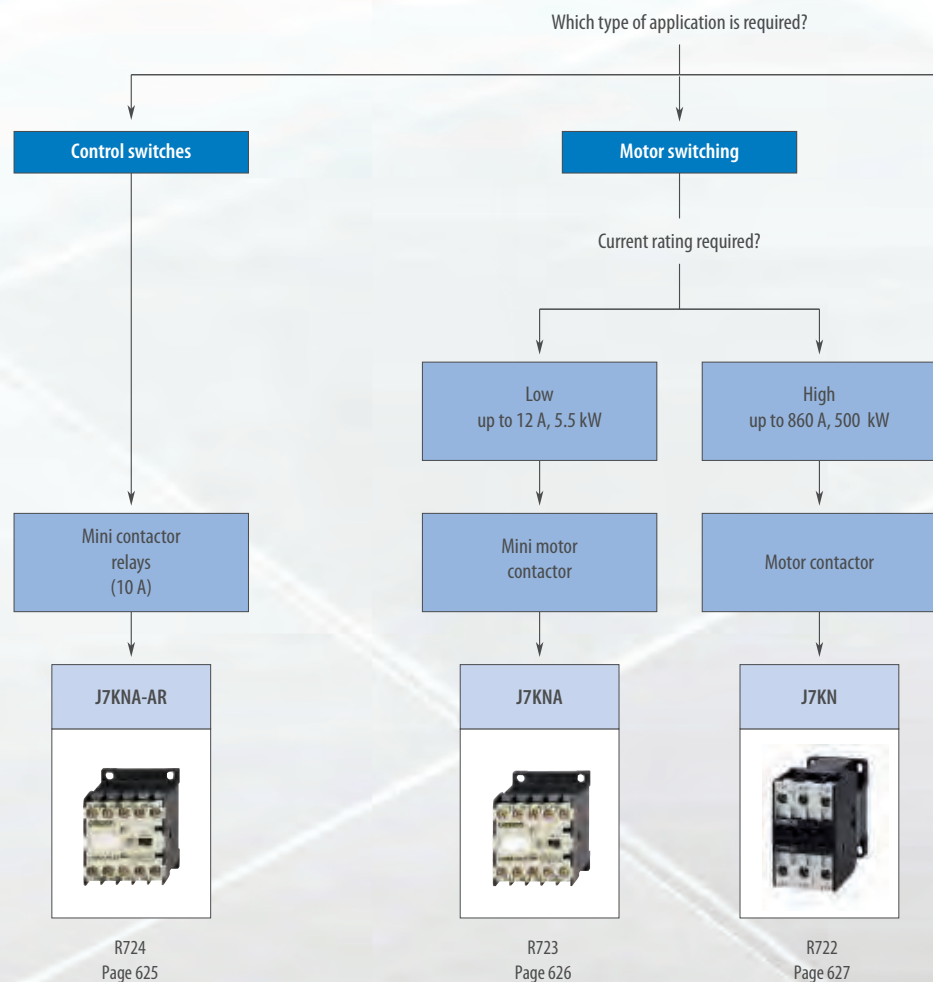 Which type of application is required?
Control switches
Motor switching
Current rating required?
Low
up to 12 A, 5.5 kW
High
up to 860 A, 500 kW
Mini contactor
relays
(10 A)
Mini motor
contactor
Motor contactor
J7KNA-AR
J7KNA
J7KN
R724
Page 625
R723
Page 626
R722
Page 627